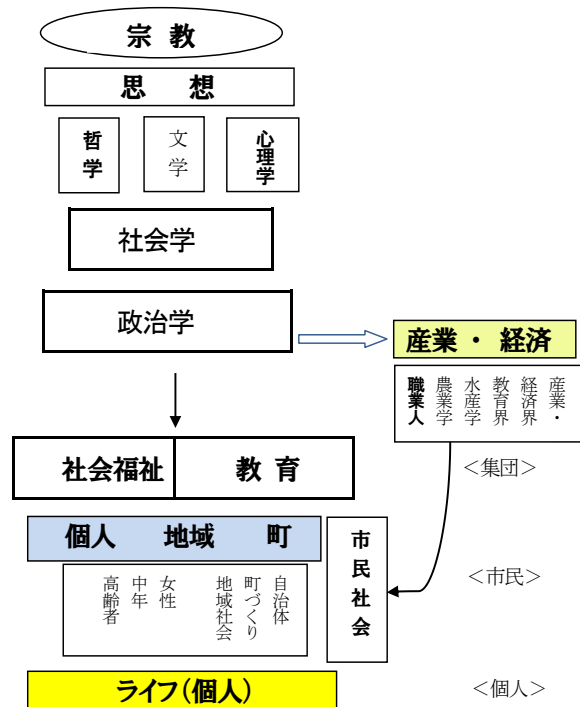 宗 教
思 想
哲学
文学
心理学
社会学
政治学
産業・経済
産業・
経済界
教育界
水産学
農業学
職業人
社会福祉
教 育
<集団>
個人 地域 町
市民社会
自治体
町づくり
地域社会
女性
中年
高齢者
<市民>
ライフ(個人)
<個人>